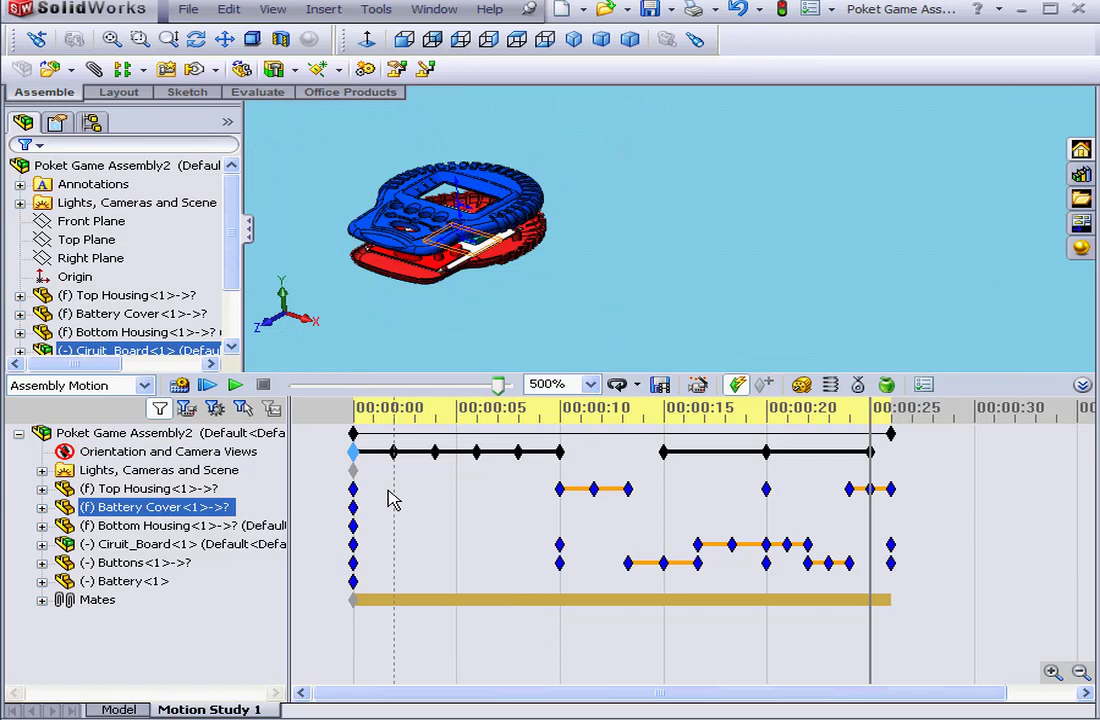 SolidWorks File Edit View Insert Tools Window Help Poket Game Ass... ?
Assemble Layout Sketch Evaluate Office Products
Poket Game Assembly2 (Defaul
Annotations
Lights, Cameras and Scene
Front Plane
Top Plane
Right Plane
Origin
(f) Top Housing<1>->?
(f) Battery Cover<1>->?
(f) Bottom Housing<1>->? (
(-) Ciruit_Board<1> (Defau
Y
Z X
Assembly Motion 500%
00:00:00 00:00:05 00:00:10 00:00:15 00:00:20 00:00:25 00:00:30 00
Poket Game Assembly2 (Default<Defa
Orientation and Camera Views
Lights, Cameras and Scene
(f) Top Housing<1>->?
(f) Battery Cover<1>->?
(f) Bottom Housing<1>->? (Defaul
(-) Ciruit_Board<1> (Default<Defa
(-) Buttons<1>->?
(-) Battery<1>
Mates
Model Motion Study 1